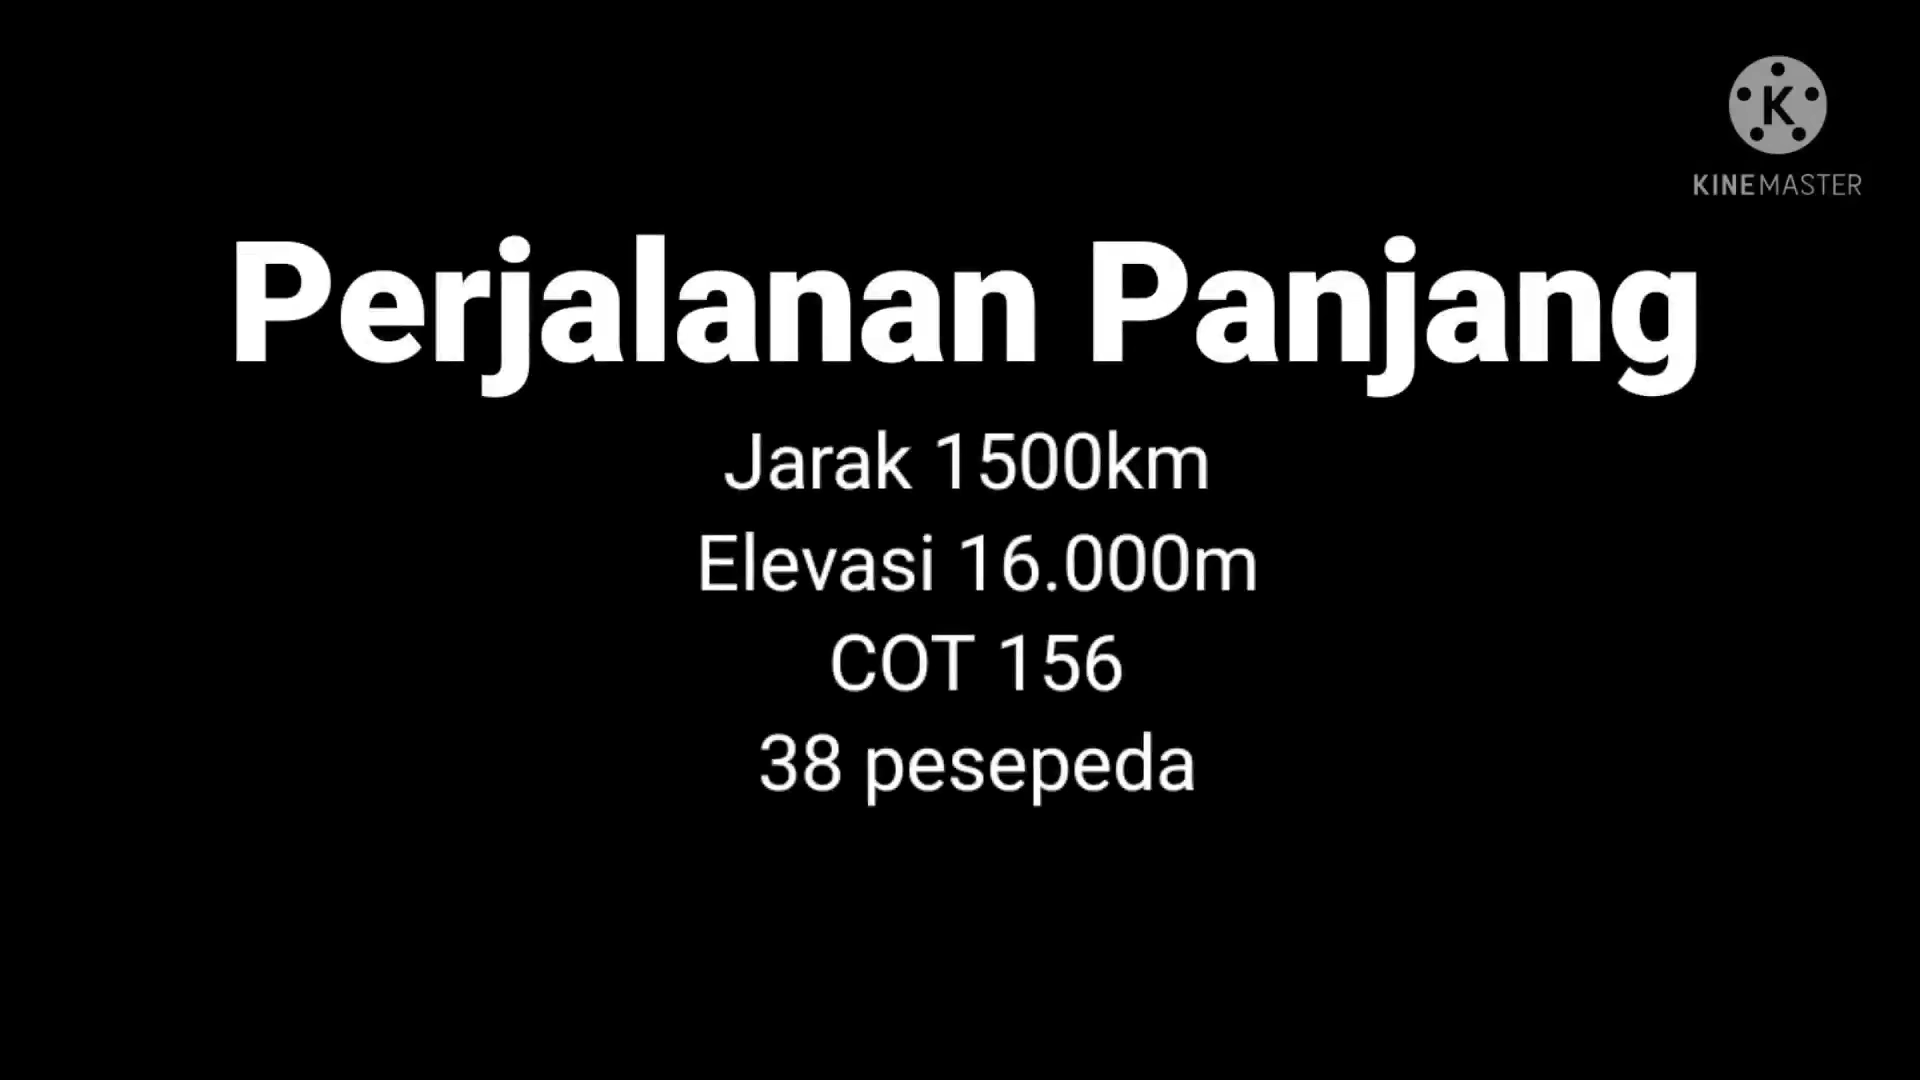 K
KINEMASTER
Perjalanan Panjang
Jarak 1500km
Elevasi 16.000m
COT 156
38 pesepeda